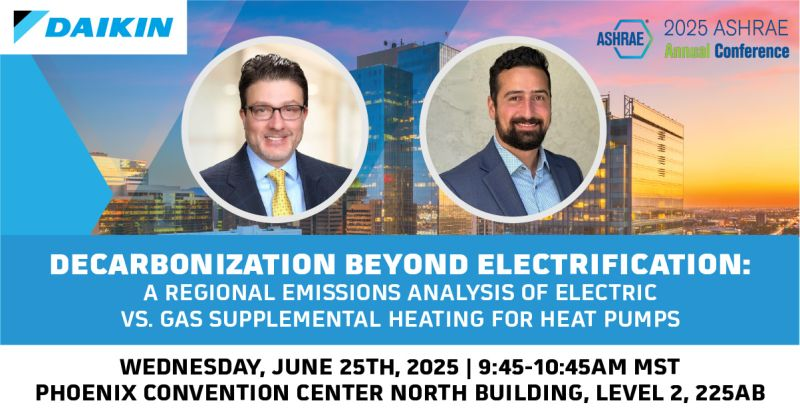 DAIKIN
ASHRAE
2025 ASHRAE
Annual Conference
DECARBONIZATION BEYOND ELECTRIFICATION:
A REGIONAL EMISSIONS ANALYSIS OF ELECTRIC
VS. GAS SUPPLEMENTAL HEATING FOR HEAT PUMPS
WEDNESDAY, JUNE 25TH, 2025 | 9:45-10:45AM MST
PHOENIX CONVENTION CENTER NORTH BUILDING, LEVEL 2, 225AB